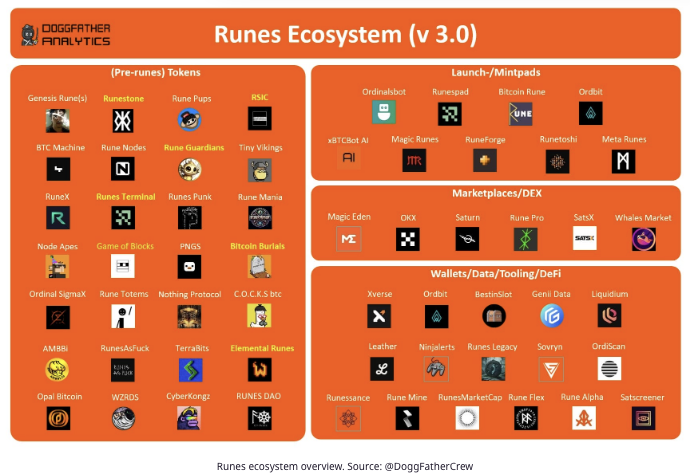 DOGGFATHER
ANALYTICS
Runes Ecosystem (v 3.0)
(Pre-runes) Tokens
Genesis Rune(s) Runestone Rune Pups RSIC
BTC Machine Rune Nodes Rune Guardians Tiny Vikings
RuneX Runes Terminal Runes Punk Rune Mania
Node Apes Game of Blocks PNGS Bitcoin Burials
Ordinal SigmaX Rune Totems Nothing Protocol C.O.C.K.S btc
AMBBi RunesAsFuck TerraBits Elemental Runes
Opal Bitcoin WZRDS CyberKongz RUNES DAO
Launch-/Mintpads
Ordinalsbot Runespad Bitcoin Rune Ordbit
UNE
xBTCBot AI Magic Runes RuneForge Runetoshi Meta Runes
AI
Marketplaces/DEX
Magic Eden OKX Saturn Rune Pro SatsX Whales Market
SATSX
Wallets/Data/Tooling/DeFi
Xverse Ordbit BestinSlot Genii Data Liquidium
Leather Ninjalerts Runes Legacy Sovryn OrdiScan
Runessance Rune Mine RunesMarketCap Rune Flex Rune Alpha Satscreener
Runes ecosystem overview. Source: @DoggFatherCrew